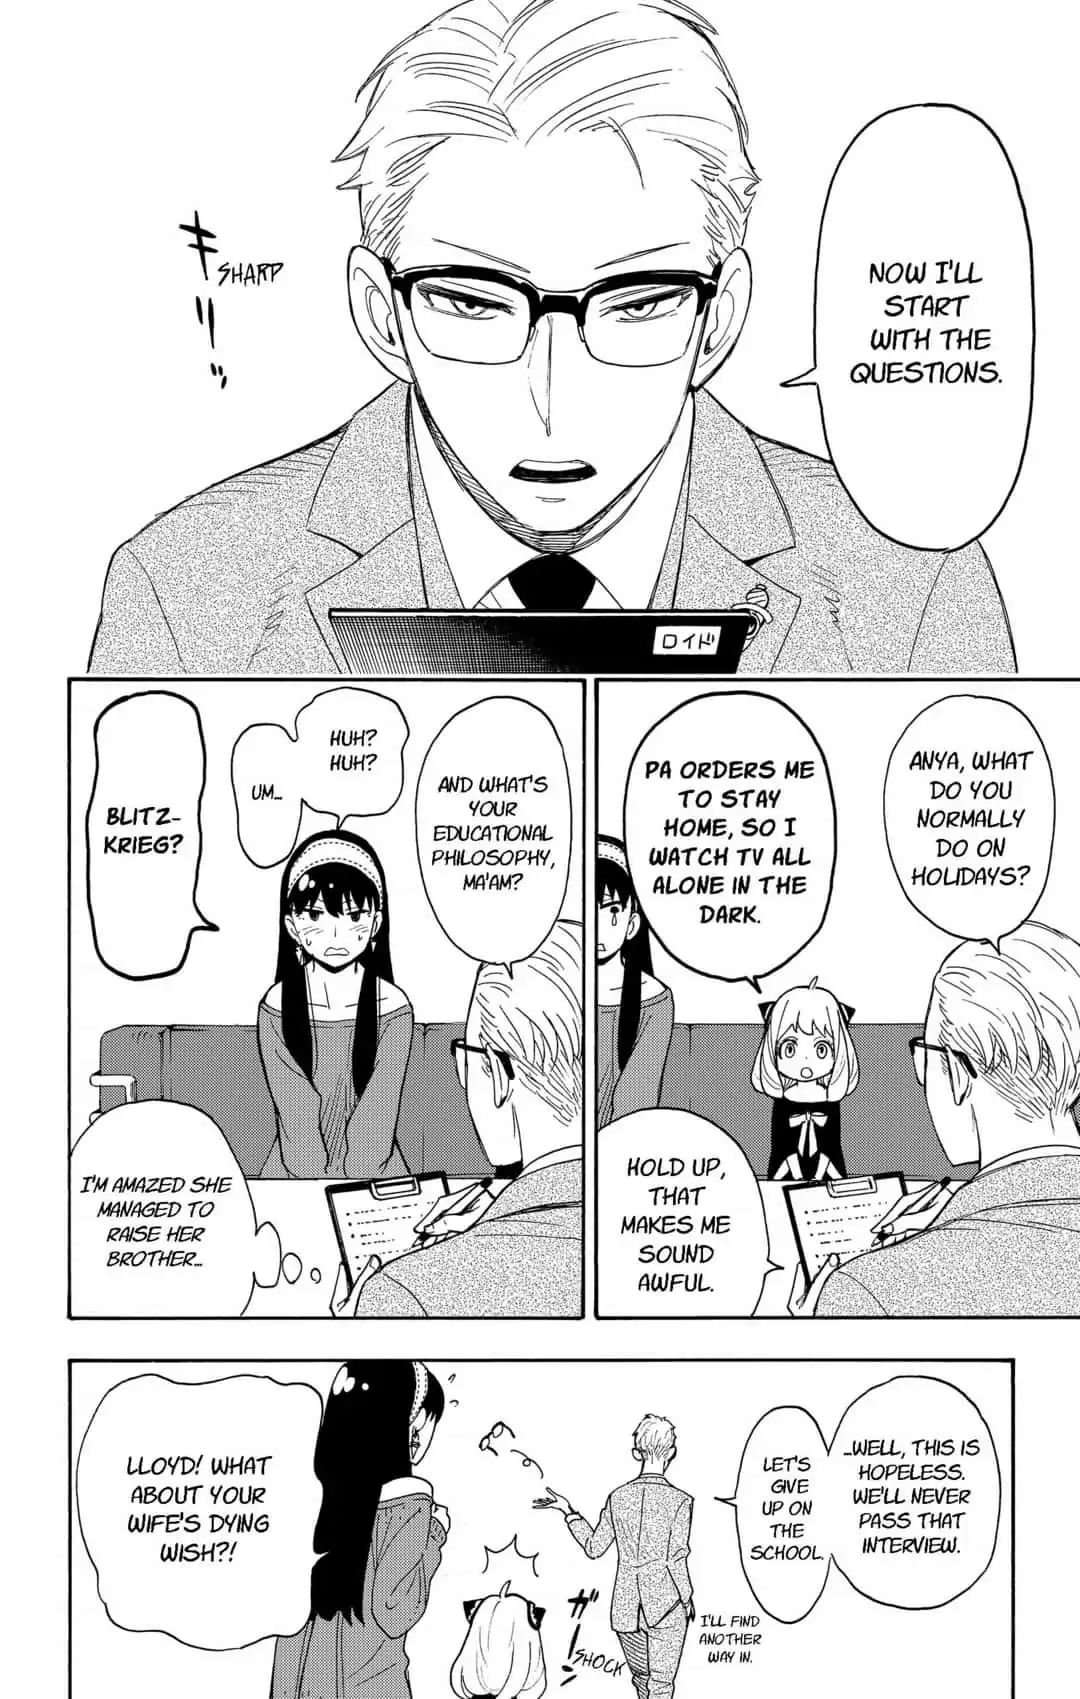 NOW I'LL
START
WITH THE
QUESTIONS.
キリッ
SHARP
ロイド
ANYA, WHAT
DO YOU
NORMALLY
DO ON
HOLIDAYS?
PA ORDERS ME
TO STAY
HOME, SO I
WATCH TV ALL
ALONE IN THE
DARK.
HOLD UP,
THAT
MAKES ME
SOUND
AWFUL.
AND WHAT'S
YOUR
EDUCATIONAL
PHILOSOPHY,
MA'AM?
HUH?
HUH?
UM...
BLITZ-
KRIEG?
I'M AMAZED SHE
MANAGED TO
RAISE HER
BROTHER...
...WELL, THIS IS
HOPELESS.
WE'LL NEVER
PASS THAT
INTERVIEW.
LET'S
GIVE
UP ON
THE
SCHOOL.
I'LL FIND
ANOTHER
WAY IN.
ガーン
SHOCK
LLOYD! WHAT
ABOUT YOUR
WIFE'S DYING
WISH?!